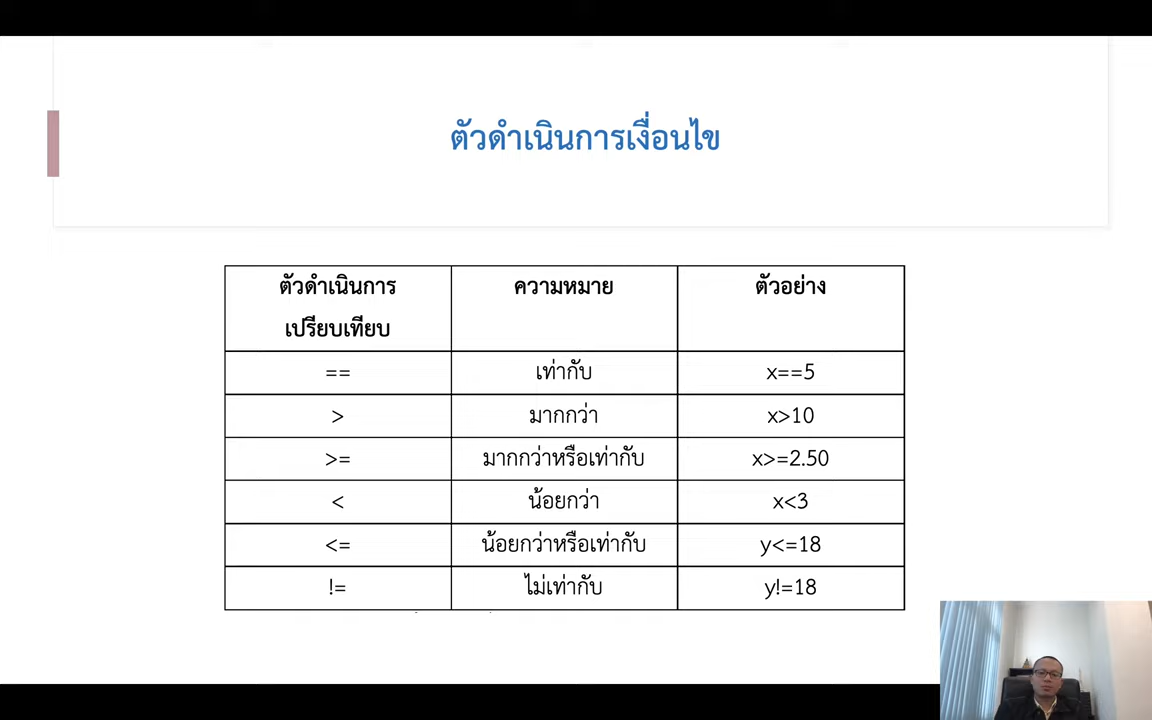 ตัวดำเนินการเงื่อนไข
ตัวดำเนินการ ความหมาย ตัวอย่าง
เปรียบเทียบ
== เท่ากับ x==5
> มากกว่า x>10
>= มากกว่าหรือเท่ากับ x>=2.50
< น้อยกว่า x<3
<= น้อยกว่าหรือเท่ากับ y<=18
!= ไม่เท่ากับ y!=18